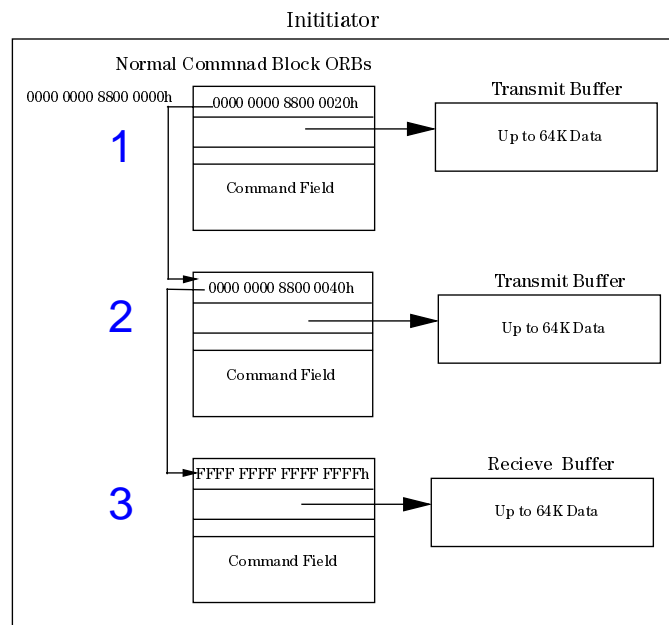 Inititiator
Normal Commnad Block ORBs
0000 0000 8800 0000h
0000 0000 8800 0020h
Transmit Buffer
Up to 64K Data
1
Command Field
0000 0000 8800 0040h
Transmit Buffer
Up to 64K Data
2
Command Field
FFFF FFFF FFFF FFFFh
Recieve Buffer
Up to 64K Data
3
Command Field